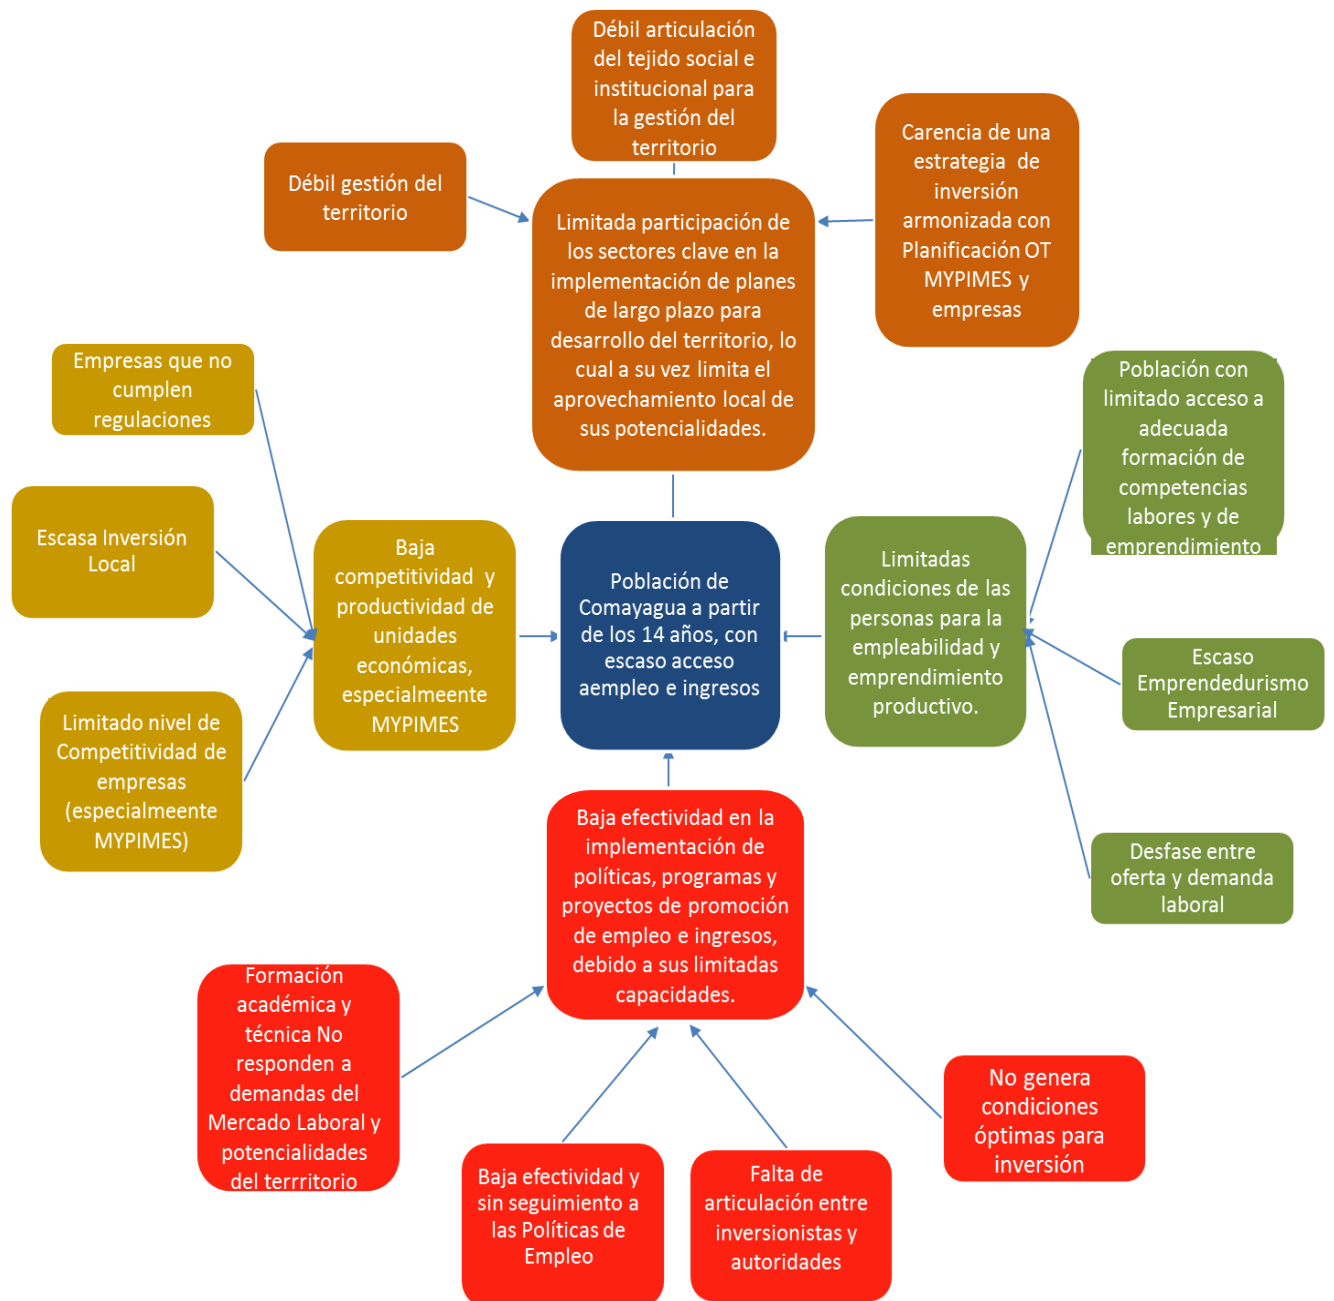 Débil articulación
del tejido social e
institucional para
la gestión del
territorio
Carencia de una
estrategia de
inversión
armonizada con
Planificación OT
MYPIMES y
empresas
Débil gestión del
territorio
Limitada participación de
los sectores clave en la
implementación de planes
de largo plazo para
desarrollo del territorio, lo
cual a su vez limita el
aprovechamiento local de
sus potencialidades.
Empresas que no
cumplen
regulaciones
Escasa Inversión
Local
Limitado nivel de
Competitividad de
empresas
(especialmeente
MYPIMES)
Baja
competitividad y
productividad de
unidades
económicas,
especialmeente
MYPIMES
Población de
Comayagua a partir
de los 14 años, con
escaso acceso
aempleo e ingresos
Limitadas
condiciones de las
personas para la
empleabilidad y
emprendimiento
productivo.
Población con
limitado acceso a
adecuada
formación de
competencias
labores y de
emprendimiento
Escaso
Emprendedurismo
Empresarial
Desfase entre
oferta y demanda
laboral
Baja efectividad en la
implementación de
políticas, programas y
proyectos de promoción
de empleo e ingresos,
debido a sus limitadas
capacidades.
Formación
académica y
técnica No
responden a
demandas del
Mercado Laboral y
potencialidades
del terrritorio
Baja efectividad y
sin seguimiento a
las Políticas de
Empleo
Falta de
articulación entre
inversionistas y
autoridades
No genera
condiciones
óptimas para
inversión